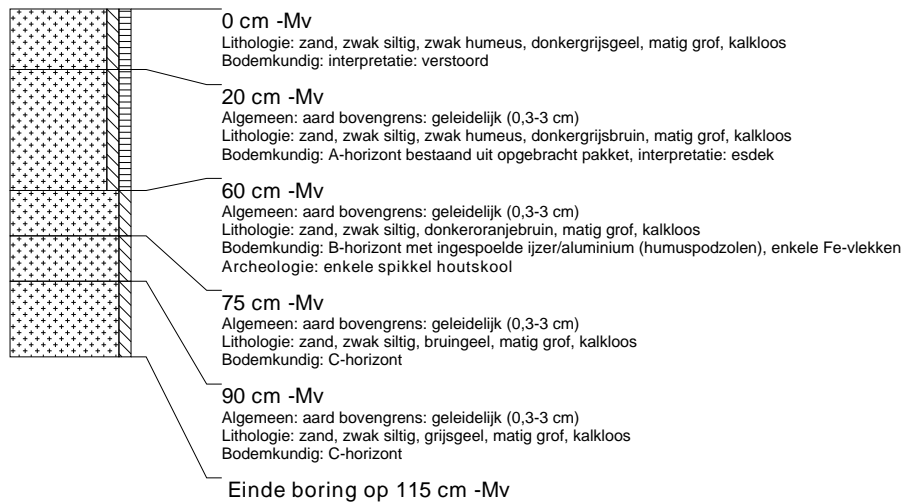 0 cm -Mv
Lithologie: zand, zwak siltig, zwak humeus, donkergrijsgeel, matig grof, kalkloos
Bodemkundig: interpretatie: verstoord
20 cm -Mv
Algemeen: aard bovengrens: geleidelijk (0,3-3 cm)
Lithologie: zand, zwak siltig, zwak humeus, donkergrijsbruin, matig grof, kalkloos
Bodemkundig: A-horizont bestaand uit opgebracht pakket, interpretatie: esdek
60 cm -Mv
Algemeen: aard bovengrens: geleidelijk (0,3-3 cm)
Lithologie: zand, zwak siltig, donkeroranjebruin, matig grof, kalkloos
Bodemkundig: B-horizont met ingespoelde ijzer/aluminium (humuspodzolen), enkele Fe-vlekken
Archeologie: enkele spikkel houtskool
75 cm -Mv
Algemeen: aard bovengrens: geleidelijk (0,3-3 cm)
Lithologie: zand, zwak siltig, bruingeel, matig grof, kalkloos
Bodemkundig: C-horizont
90 cm -Mv
Algemeen: aard bovengrens: geleidelijk (0,3-3 cm)
Lithologie: zand, zwak siltig, grijsgeel, matig grof, kalkloos
Bodemkundig: C-horizont
Einde boring op 115 cm -Mv